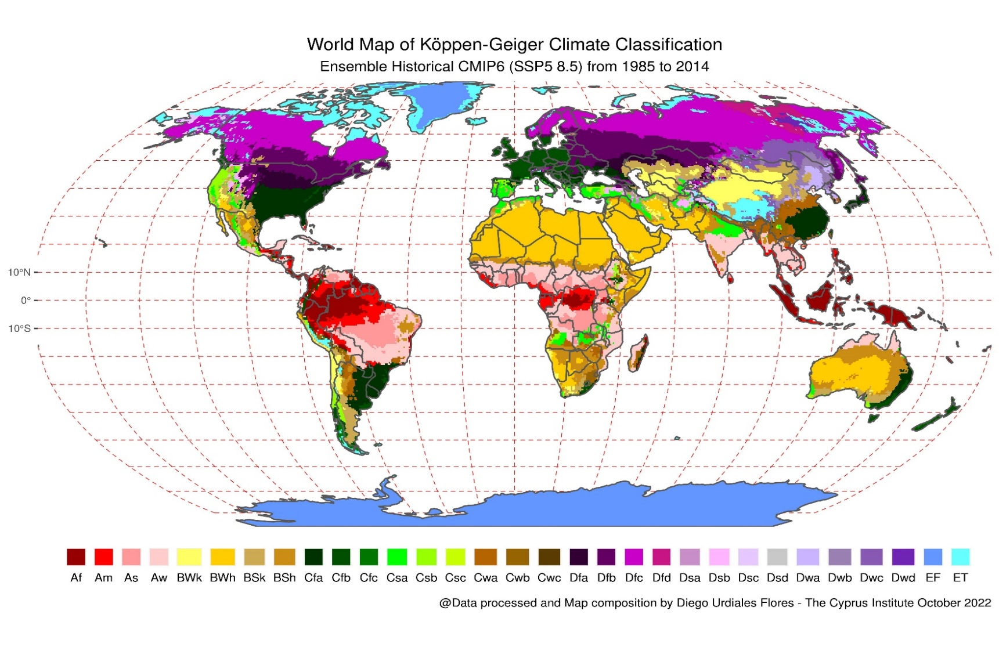 World Map of Köppen-Geiger Climate Classification
Ensemble Historical CMIP6 (SSP5 8.5) from 1985 to 2014
10°N
0°
10°S
Af Am As Aw BWk BWh BSk BSh Cfa Cfb Cfc Csa Csb Csc Cwa Cwb Cwc Dfa Dfb Dfc Dfd Dsa Dsb Dsc Dsd Dwa Dwb Dwc Dwd EF ET
@Data processed and Map composition by Diego Urdiales Flores - The Cyprus Institute October 2022